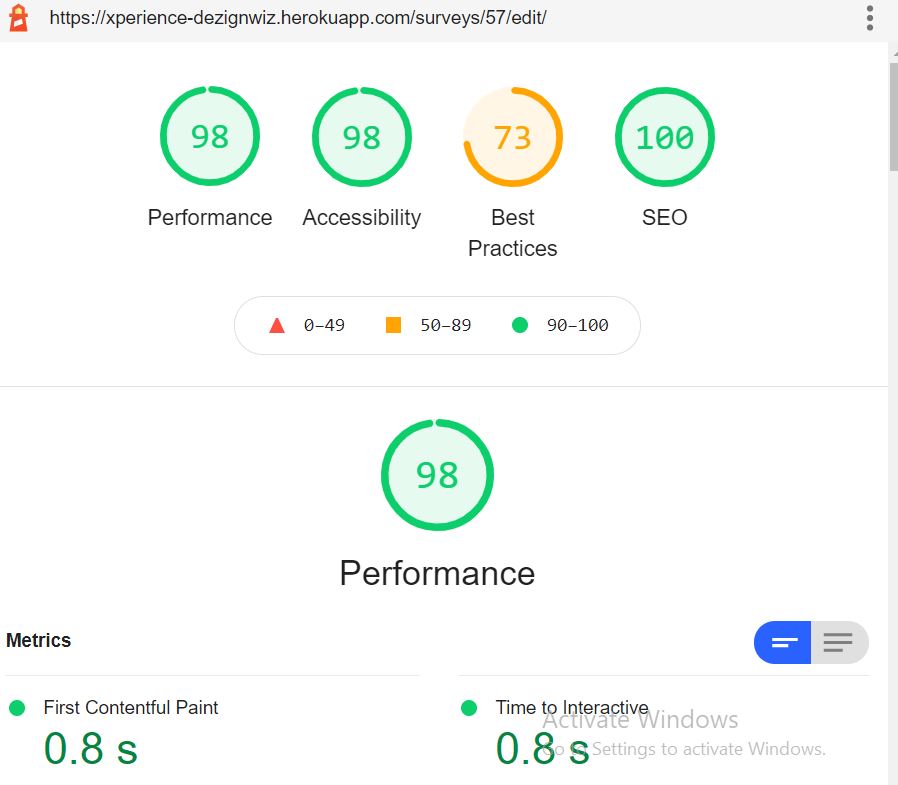 https://xperience-dezignwiz.herokuapp.com/surveys/57/edit/
98 98 73 100
Performance Accessibility Best Practices SEO
0–49 50–89 90–100
98
Performance
Metrics
First Contentful Paint Time to Interactive
0.8 s 0.8 s
Activate Windows
Go to Settings to activate Windows.